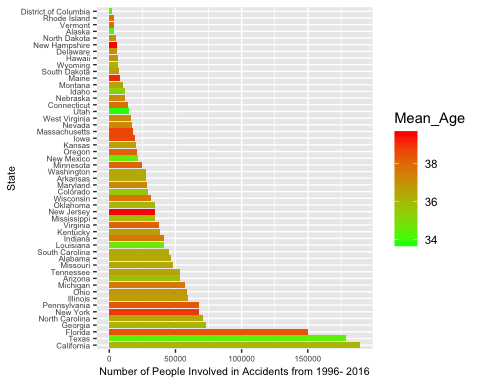 District of Columbia
Rhode Island
Vermont
Alaska
North Dakota
New Hampshire
Delaware
Hawaii
Wyoming
South Dakota
Maine
Montana
Idaho
Nebraska
Connecticut
Utah
West Virginia
Nevada
Massachusetts
Iowa
Kansas
Oregon
New Mexico
Minnesota
Washington
Arkansas
Maryland
Colorado
Wisconsin
Oklahoma
New Jersey
Mississippi
Virginia
Kentucky
Indiana
Louisiana
South Carolina
Alabama
Missouri
Tennessee
Arizona
Michigan
Ohio
Illinois
Pennsylvania
New York
North Carolina
Georgia
Florida
Texas
California
State
0 50000 100000 150000
Number of People Involved in Accidents from 1996- 2016
Mean_Age
38
36
34